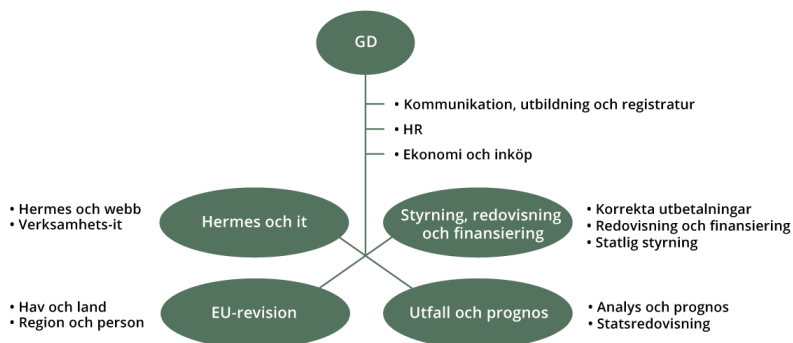 GD
• Kommunikation, utbildning och registratur
• HR
• Ekonomi och inköp
• Hermes och webb
• Verksamhets-it
Hermes och it
Styrning, redovisning
och finansiering
• Korrekta utbetalningar
• Redovisning och finansiering
• Statlig styrning
• Hav och land
• Region och person
EU-revision
Utfall och prognos
• Analys och prognos
• Statsredovisning